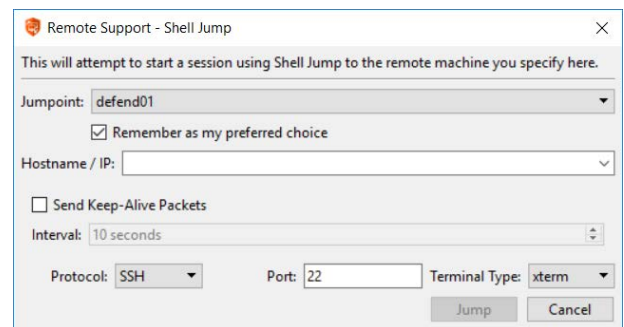 Remote Support - Shell Jump
This will attempt to start a session using Shell Jump to the remote machine you specify here.
Jumpoint: defend01
Remember as my preferred choice
Hostname / IP:
Send Keep-Alive Packets
Interval: 10 seconds
Protocol: SSH Port: 22 Terminal Type: xterm
Jump Cancel